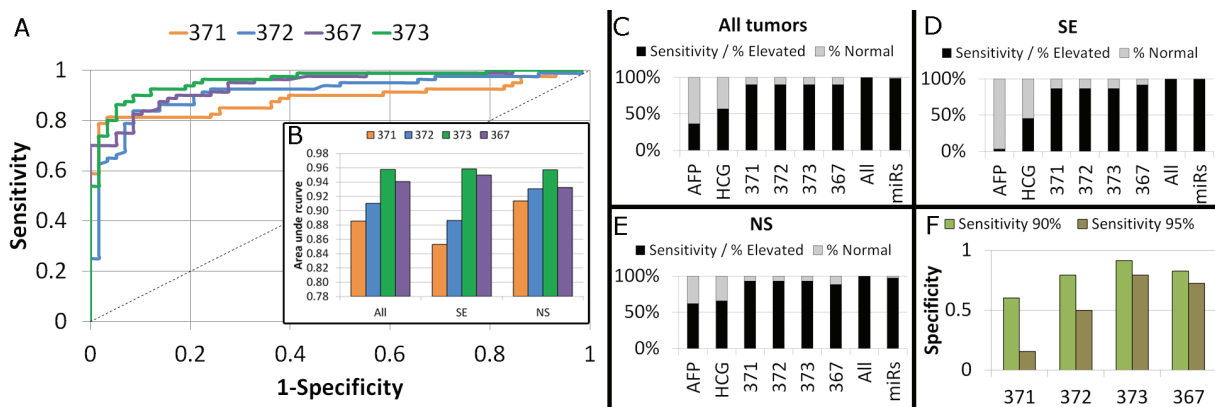 A
371 372 367 373
1
0.8
0.6
0.4
0.2
0
Sensitivity
0 0.2 0.4 0.6 0.8 1
1-Specificity
B
371 372 373 367
0.98
0.96
0.94
0.92
0.90
0.88
0.86
0.84
0.82
0.80
0.78
Area unde rcurve
All SE NS
C
All tumors
Sensitivity / % Elevated % Normal
100%
50%
0%
AFP HCG 371 372 373 367 All miRs
D
SE
Sensitivity / % Elevated % Normal
100%
50%
0%
AFP HCG 371 372 373 367 All miRs
E
NS
Sensitivity / % Elevated % Normal
100%
50%
0%
AFP HCG 371 372 373 367 All miRs
F
Sensitivity 90% Sensitivity 95%
1
0.5
0
Specificity
371 372 373 367